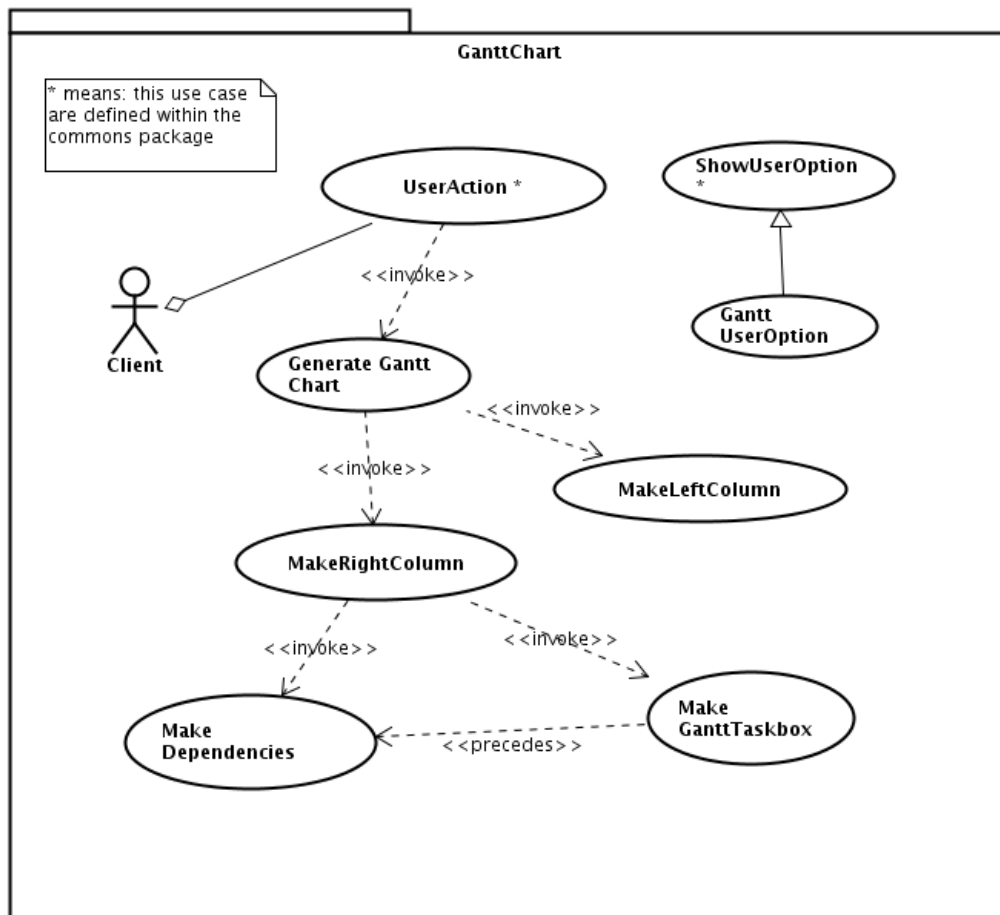 GanttChart
* means: this use case
are defined within the
commons package
UserAction *
ShowUserOption
*
<<invoke>>
Gantt
UserOption
Client
Generate Gantt
Chart
<<invoke>>
<<invoke>>
MakeLeftColumn
MakeRightColumn
<<invoke>>
<<invoke>>
Make
GanttTaskbox
Make
Dependencies
<<precedes>>